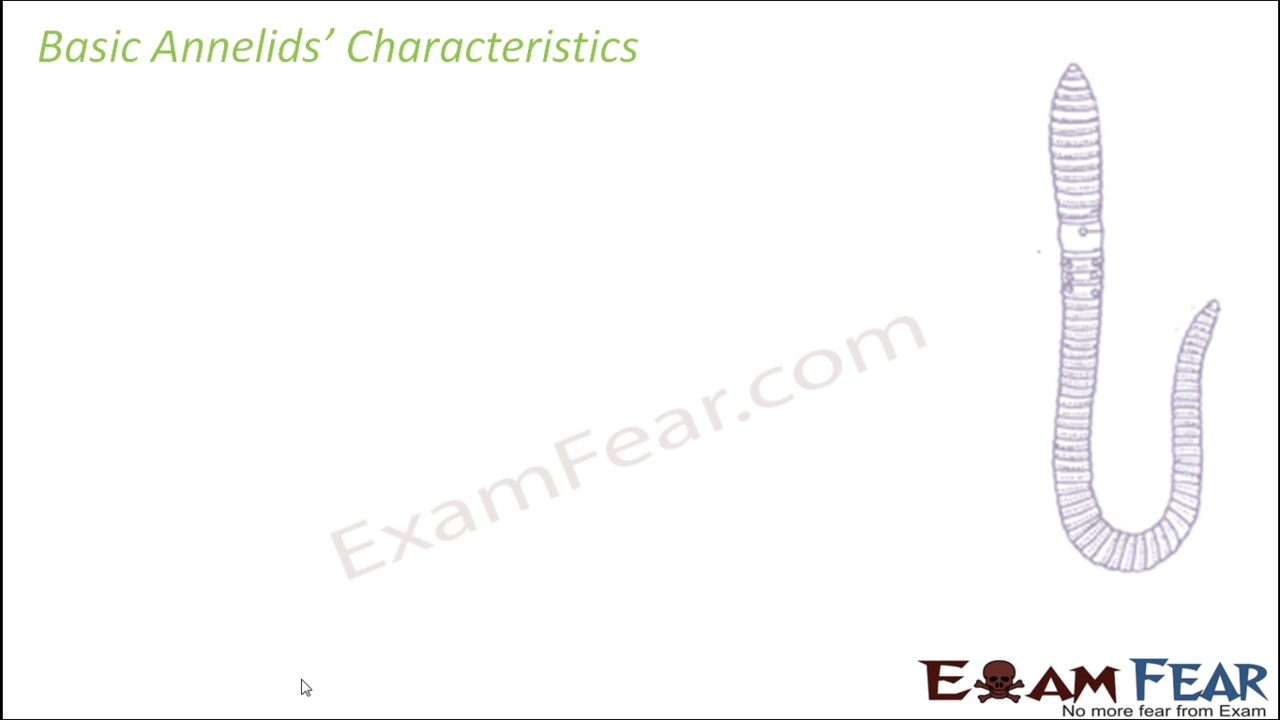 Basic Annelids’ Characteristics
ExamFear.com
EXAM FEAR
No more fear from Exam